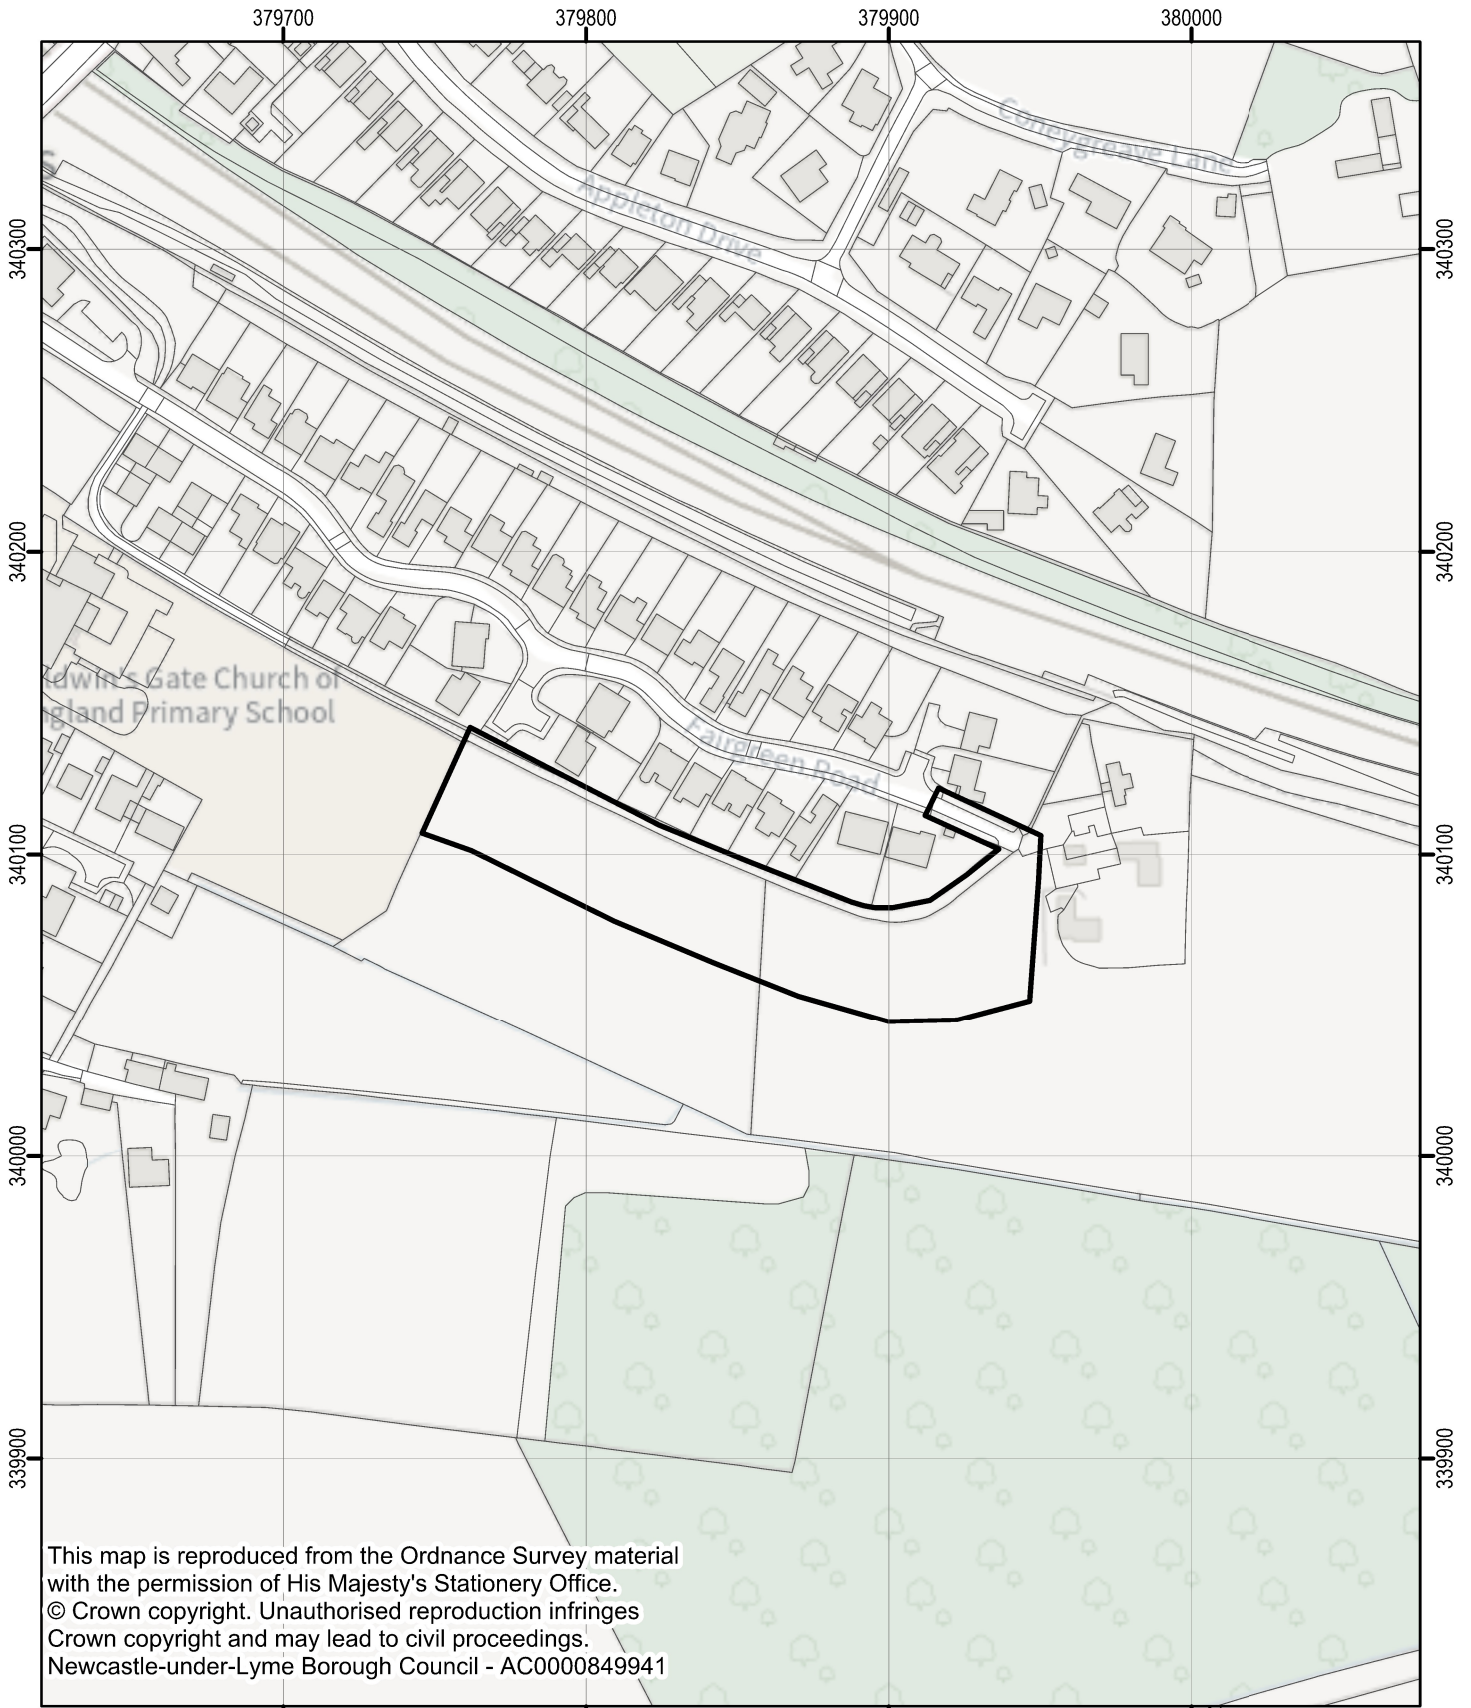 379700 379800 379900 380000
Coneygreave Lane
s
Appleton Drive
340300 340300
340200 340200
ldwin's Gate Church of
ngland Primary School
Fairgreen Road
340100 340100
340000 340000
339900 339900
This map is reproduced from the Ordnance Survey material
with the permission of His Majesty's Stationery Office.
© Crown copyright. Unauthorised reproduction infringes
Crown copyright and may lead to civil proceedings.
Newcastle-under-Lyme Borough Council - AC0000849941